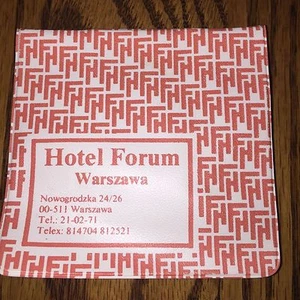 Hotel Forum
Warszawa
Nowogrodzka 24/26
00-511 Warszawa
Tel.: 21-02-71
Telex: 814704 812521